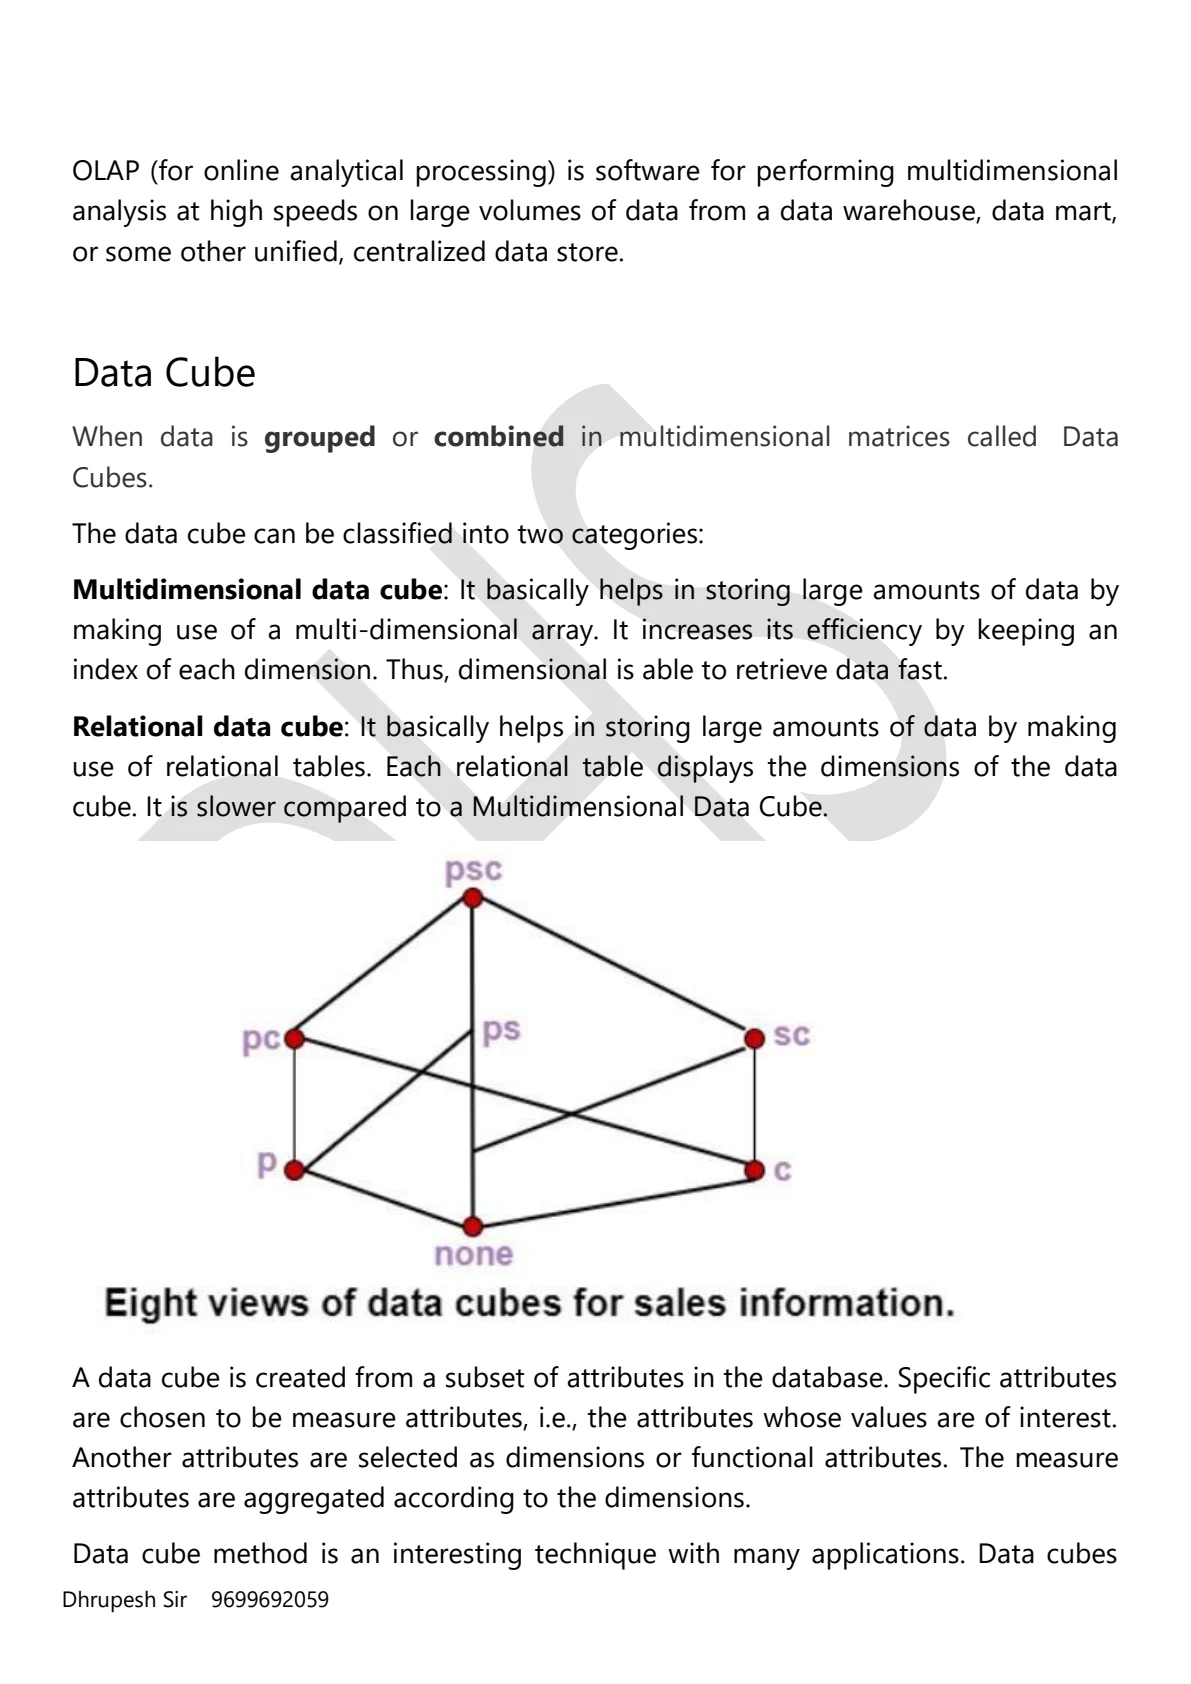 OLAP (for online analytical processing) is software for performing multidimensional
analysis at high speeds on large volumes of data from a data warehouse, data mart,
or some other unified, centralized data store.
Data Cube
When data is grouped or combined in multidimensional matrices called Data
Cubes.
The data cube can be classified into two categories:
Multidimensional data cube: It basically helps in storing large amounts of data by
making use of a multi-dimensional array. It increases its efficiency by keeping an
index of each dimension. Thus, dimensional is able to retrieve data fast.
Relational data cube: It basically helps in storing large amounts of data by making
use of relational tables. Each relational table displays the dimensions of the data
cube. It is slower compared to a Multidimensional Data Cube.
psc
pc
ps
sc
p
c
none
Eight views of data cubes for sales information.
A data cube is created from a subset of attributes in the database. Specific attributes
are chosen to be measure attributes, i.e., the attributes whose values are of interest.
Another attributes are selected as dimensions or functional attributes. The measure
attributes are aggregated according to the dimensions.
Data cube method is an interesting technique with many applications. Data cubes
Dhrupesh Sir 9699692059